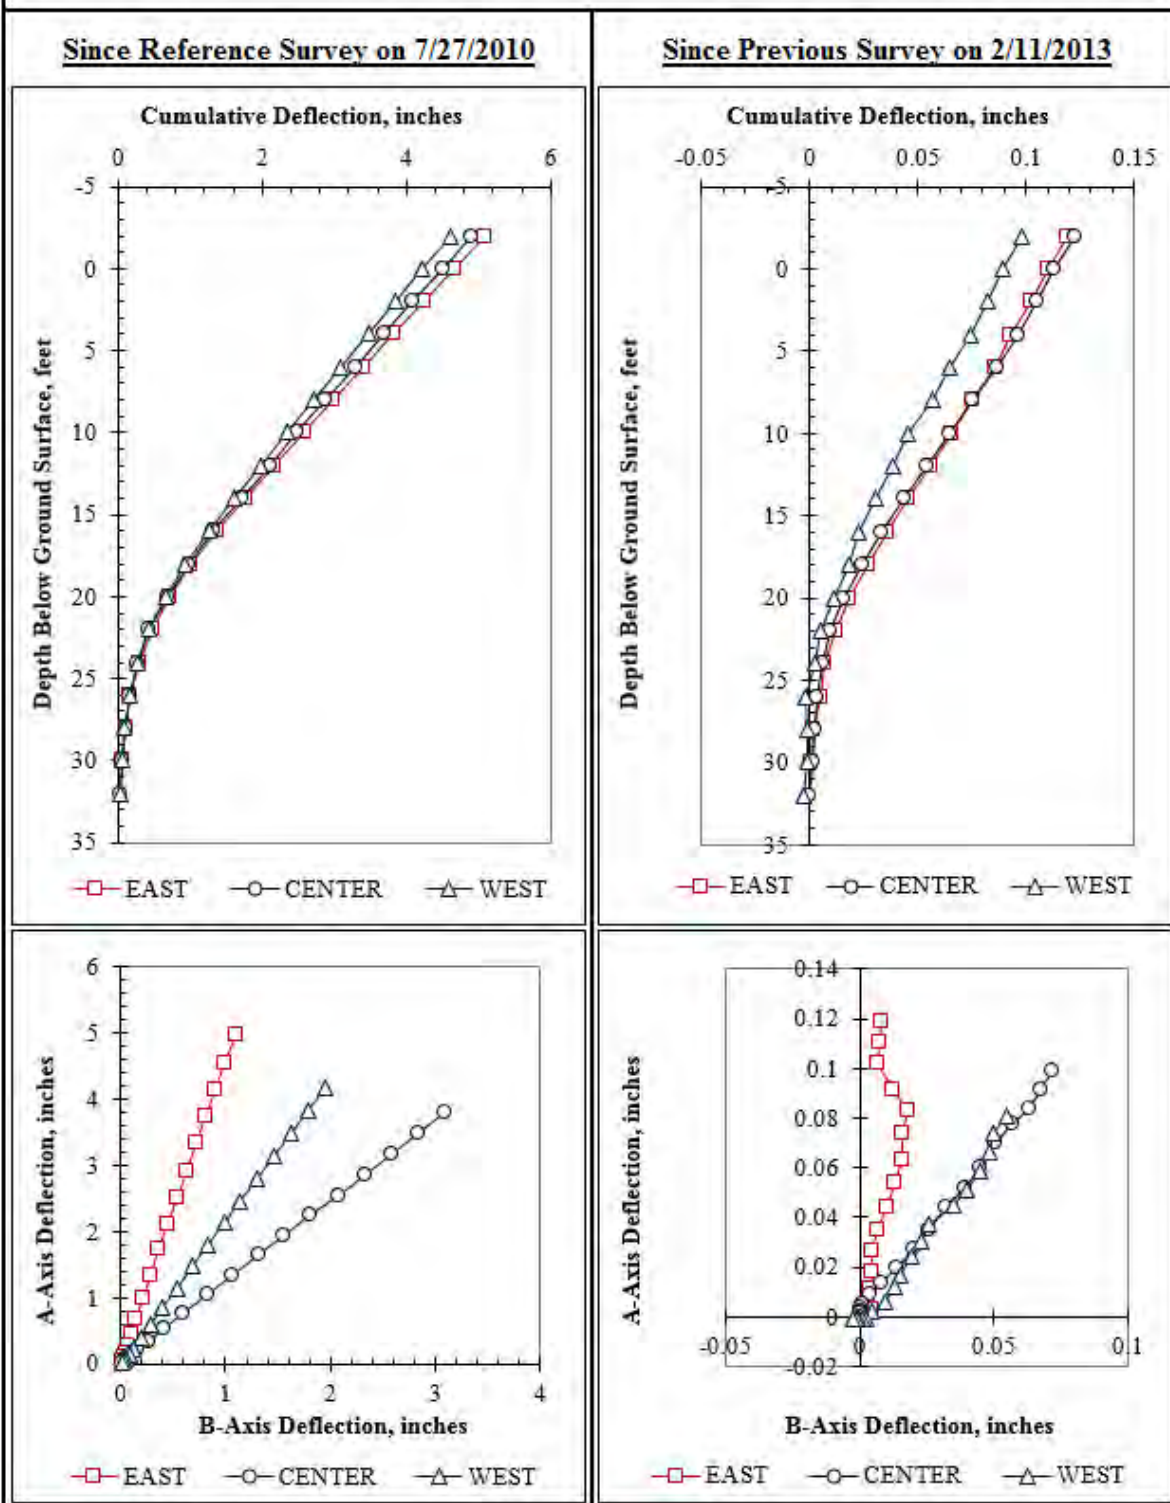 Since Reference Survey on 7/27/2010
Cumulative Deflection, inches
0 2 4 6
-5
0
5
10
15
20
25
30
35
Depth Below Ground Surface, feet
EAST CENTER WEST
Since Previous Survey on 2/11/2013
Cumulative Deflection, inches
-0.05 0 0.05 0.1 0.15
-5
0
5
10
15
20
25
30
35
Depth Below Ground Surface, feet
EAST CENTER WEST
6
5
4
3
2
1
0
A-Axis Deflection, inches
0 1 2 3 4
B-Axis Deflection, inches
EAST CENTER WEST
0.14
0.12
0.1
0.08
0.06
0.04
0.02
0
-0.02
A-Axis Deflection, inches
-0.05 0 0.05 0.1
B-Axis Deflection, inches
EAST CENTER WEST